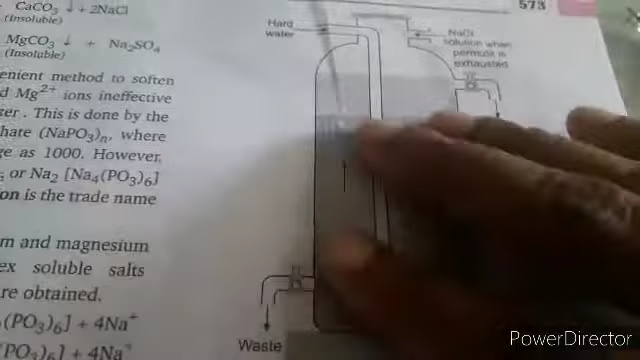 CaCO₃ ↓ + 2NaCl
(Insoluble)
MgCO₃ ↓ + Na₂SO₄
(Insoluble)
enient method to soften
d Mg²⁺ ions ineffective
ter. This is done by the
hate (NaPO₃)ₙ, where
ge as 1000. However,
or Na₂ [Na₄(PO₃)₆]
on is the trade name
m and magnesium
ex soluble salts
re obtained.
(PO₃)₆] + 4Na⁺
(PO₃)₆] + 4Na⁺
573
Hard
water
NaCl
solution when
permutit is
exhausted
Waste
PowerDirector